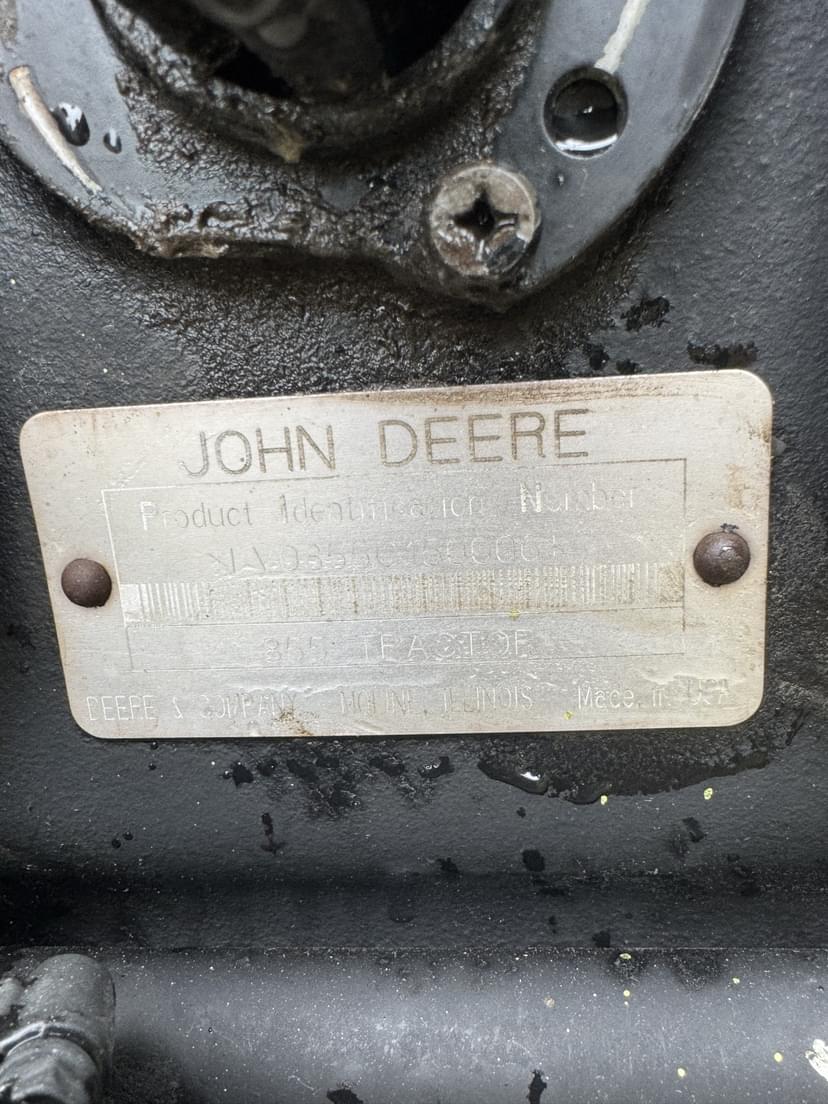 JOHN DEERE
Product Identification Number
855 TRACTOR
DEERE & COMPANY MOLINE, ILLINOIS Made in USA